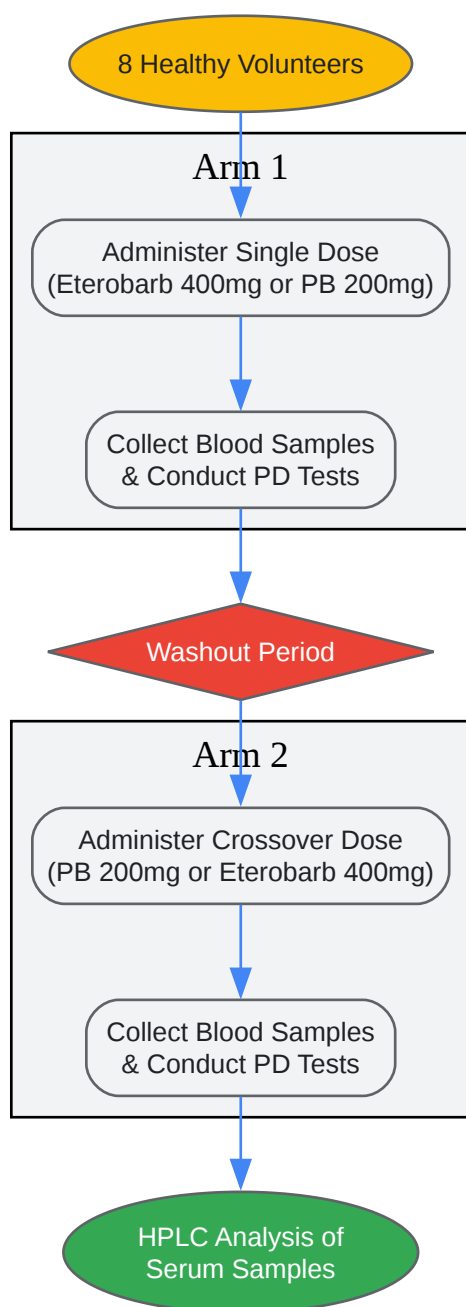 8 Healthy Volunteers
Arm 1
Administer Single Dose
(Eterobarb 400mg or PB 200mg)
Collect Blood Samples
& Conduct PD Tests
Washout Period
Arm 2
Administer Crossover Dose
(PB 200mg or Eterobarb 400mg)
Collect Blood Samples
& Conduct PD Tests
HPLC Analysis of
Serum Samples